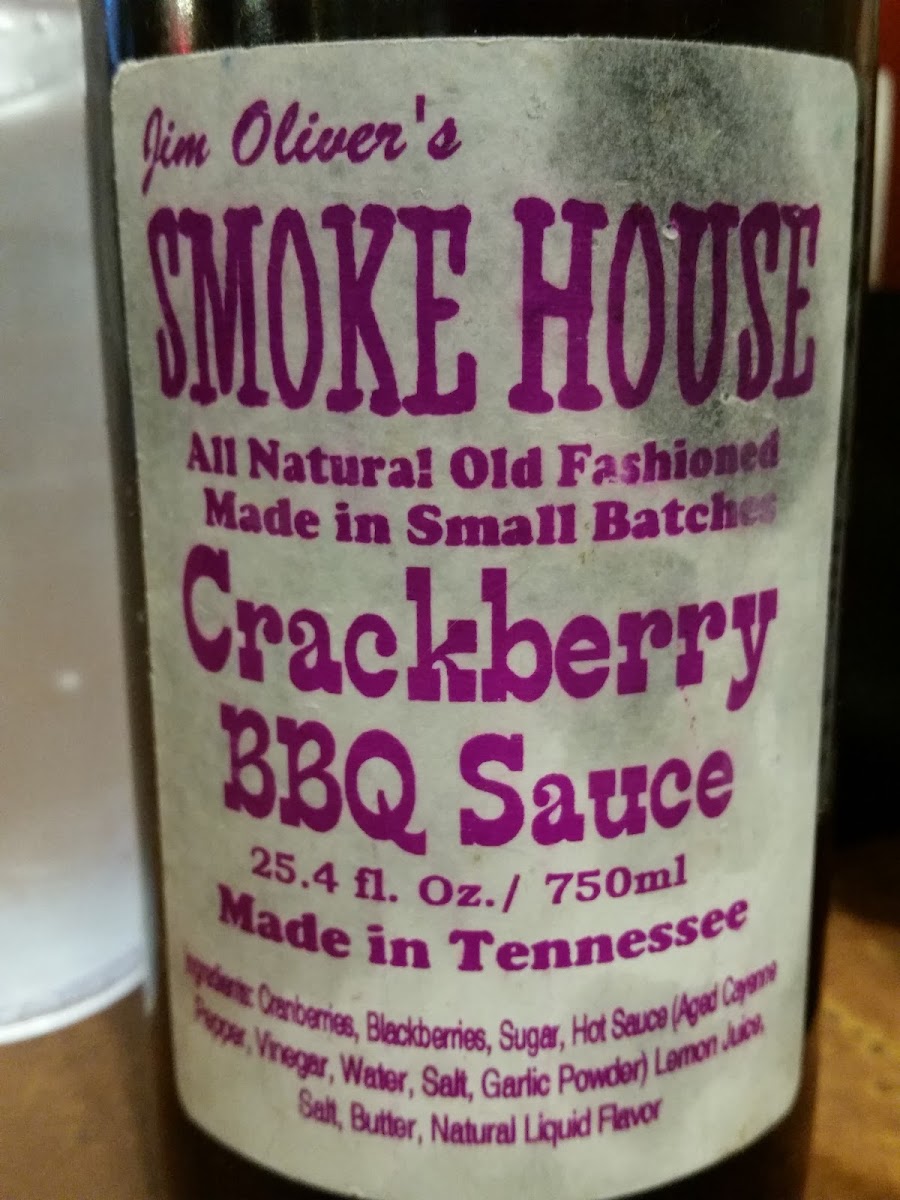 Jim Oliver's
SMOKE HOUSE
All Natural Old Fashioned
Made in Small Batches
Crackberry
BBQ Sauce
25.4 fl. Oz./ 750ml
Made in Tennessee
Ingredients: Cranberries, Blackberries, Sugar, Hot Sauce (Aged Cayenne
Pepper, Vinegar, Water, Salt, Garlic Powder) Lemon Juice,
Salt, Butter, Natural Liquid Flavor